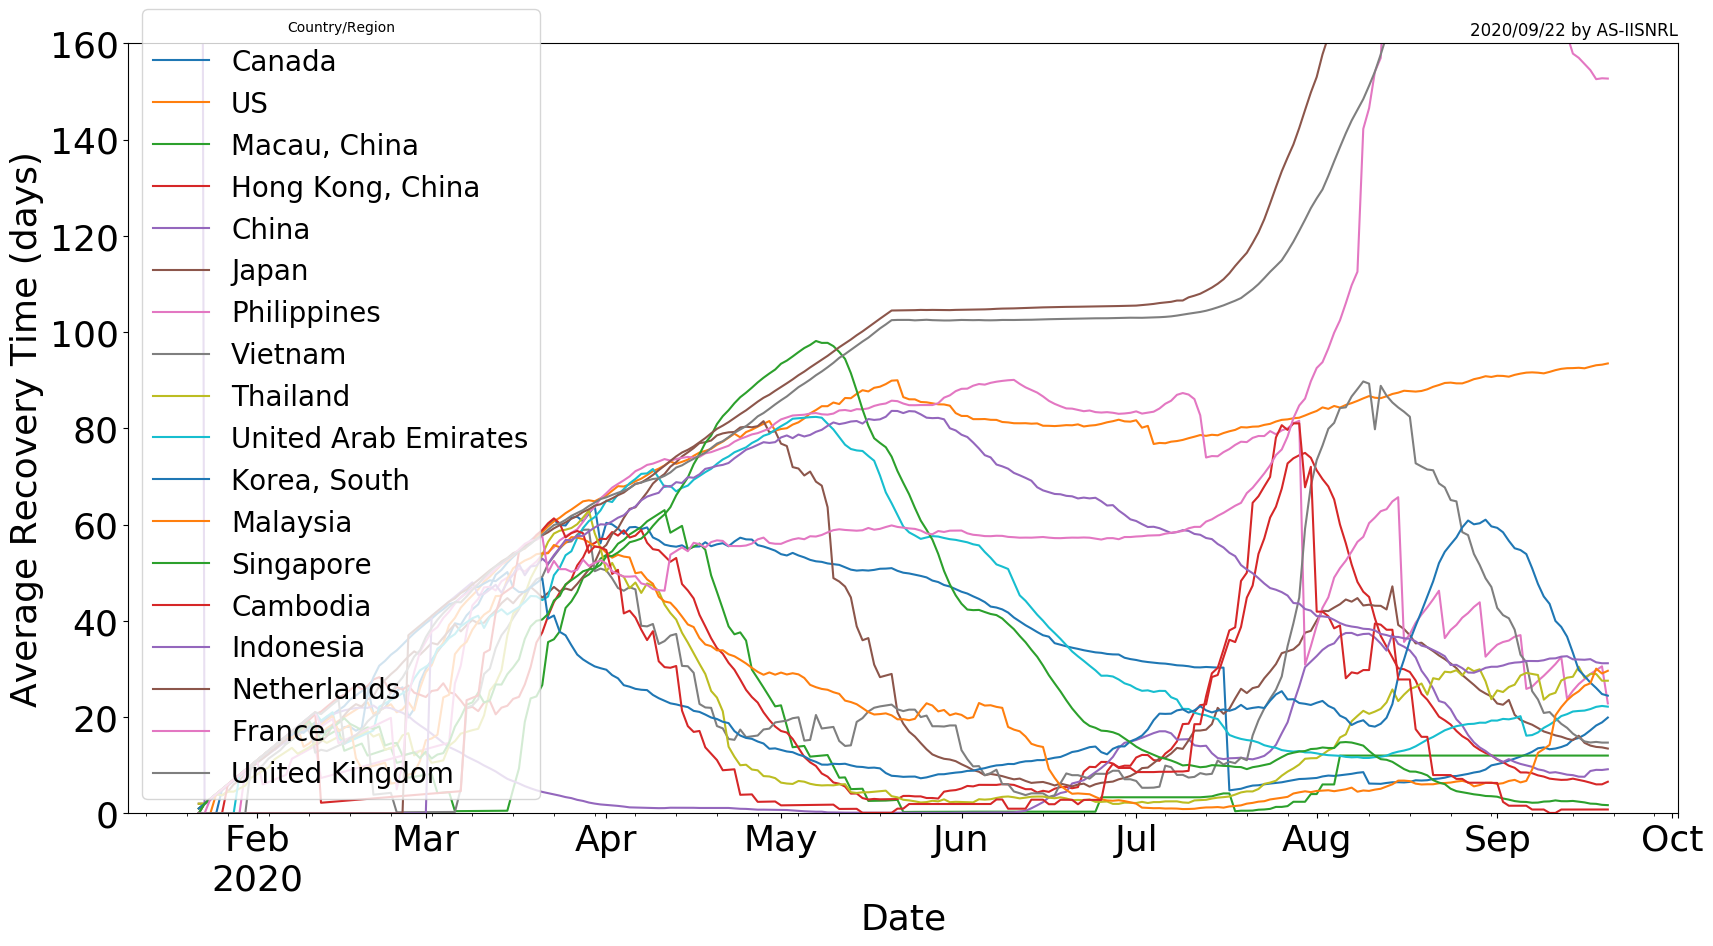 Country/Region
2020/09/22 by AS-IISNRL
Canada
US
Macau, China
Hong Kong, China
China
Japan
Philippines
Vietnam
Thailand
United Arab Emirates
Korea, South
Malaysia
Singapore
Cambodia
Indonesia
Netherlands
France
United Kingdom
160
140
120
100
80
60
40
20
0
Average Recovery Time (days)
Feb Mar Apr May Jun Jul Aug Sep Oct
2020
Date